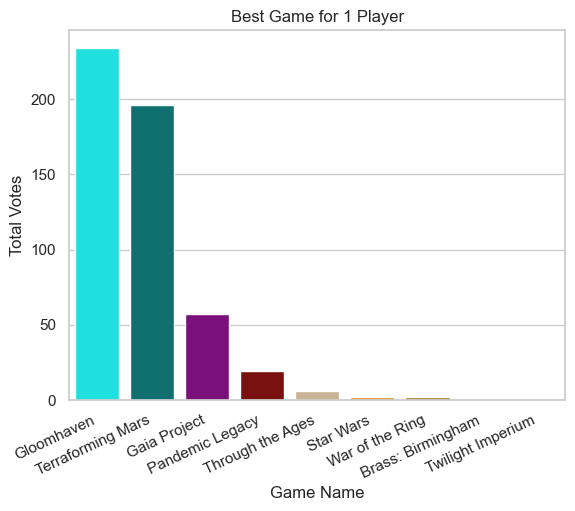 Best Game for 1 Player
Total Votes
200
150
100
50
0
Gloomhaven
Terraforming Mars
Gaia Project
Pandemic Legacy
Through the Ages
Star Wars
War of the Ring
Brass: Birmingham
Twilight Imperium
Game Name